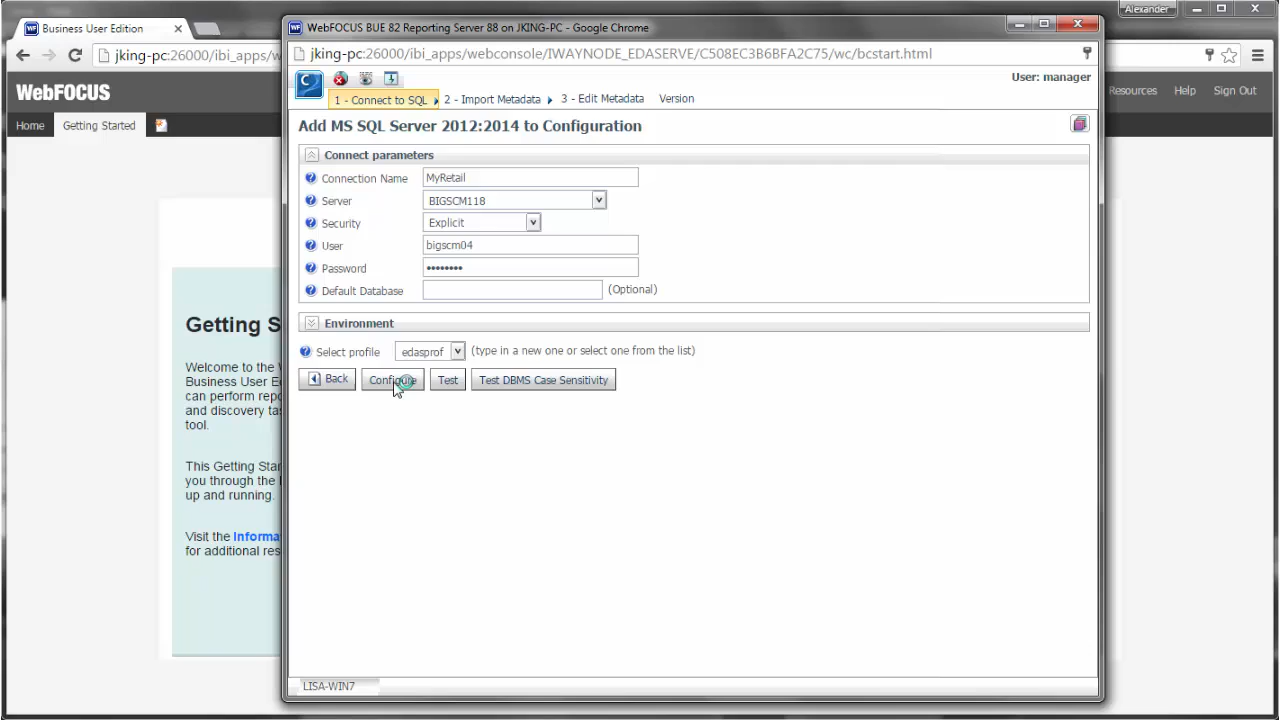 Business User Edition
Alexander
jking-pc:26000/ibi_apps/w
WebFOCUS
Resources
Help
Sign Out
Home
Getting Started
Getting S
Welcome to the
Business User E
can perform repo
and discovery ta
tool.
This Getting Star
you through the
up and running.
Visit the Informa
for additional res
WebFOCUS BUE 82 Reporting Server 88 on JKING-PC - Google Chrome
jking-pc:26000/ibi_apps/webconsole/IWAYNODE_EDASERVE/C508EC3B6BFA2C75/wc/bcstart.html
User: manager
1 - Connect to SQL
2 - Import Metadata
3 - Edit Metadata
Version
Add MS SQL Server 2012:2014 to Configuration
Connect parameters
Connection Name MyRetail
Server BIGSCM118
Security Explicit
User bigscm04
Password ••••••••
Default Database (Optional)
Environment
Select profile edasprof (type in a new one or select one from the list)
Back Configure Test Test DBMS Case Sensitivity
LISA-WIN7